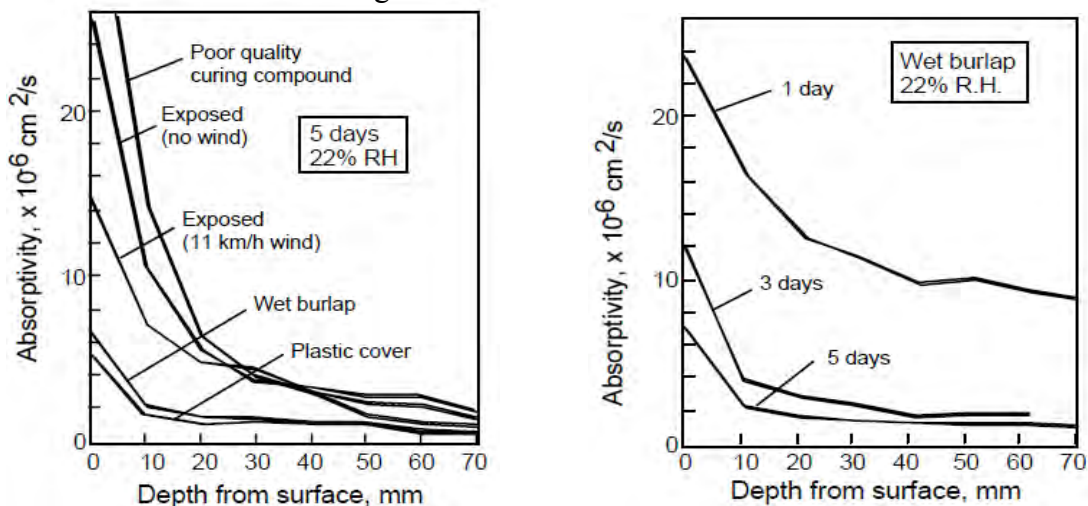 Poor quality
curing compound
Exposed
(no wind)
5 days
22% RH
Exposed
(11 km/h wind)
Wet burlap
Plastic cover
Absorptivity, x 10-6 cm 2/s
20
10
0
0 10 20 30 40 50 60 70
Depth from surface, mm
Wet burlap
22% R.H.
1 day
3 days
5 days
Absorptivity, x 10-6 cm 2/s
20
10
0
0 10 20 30 40 50 60 70
Depth from surface, mm